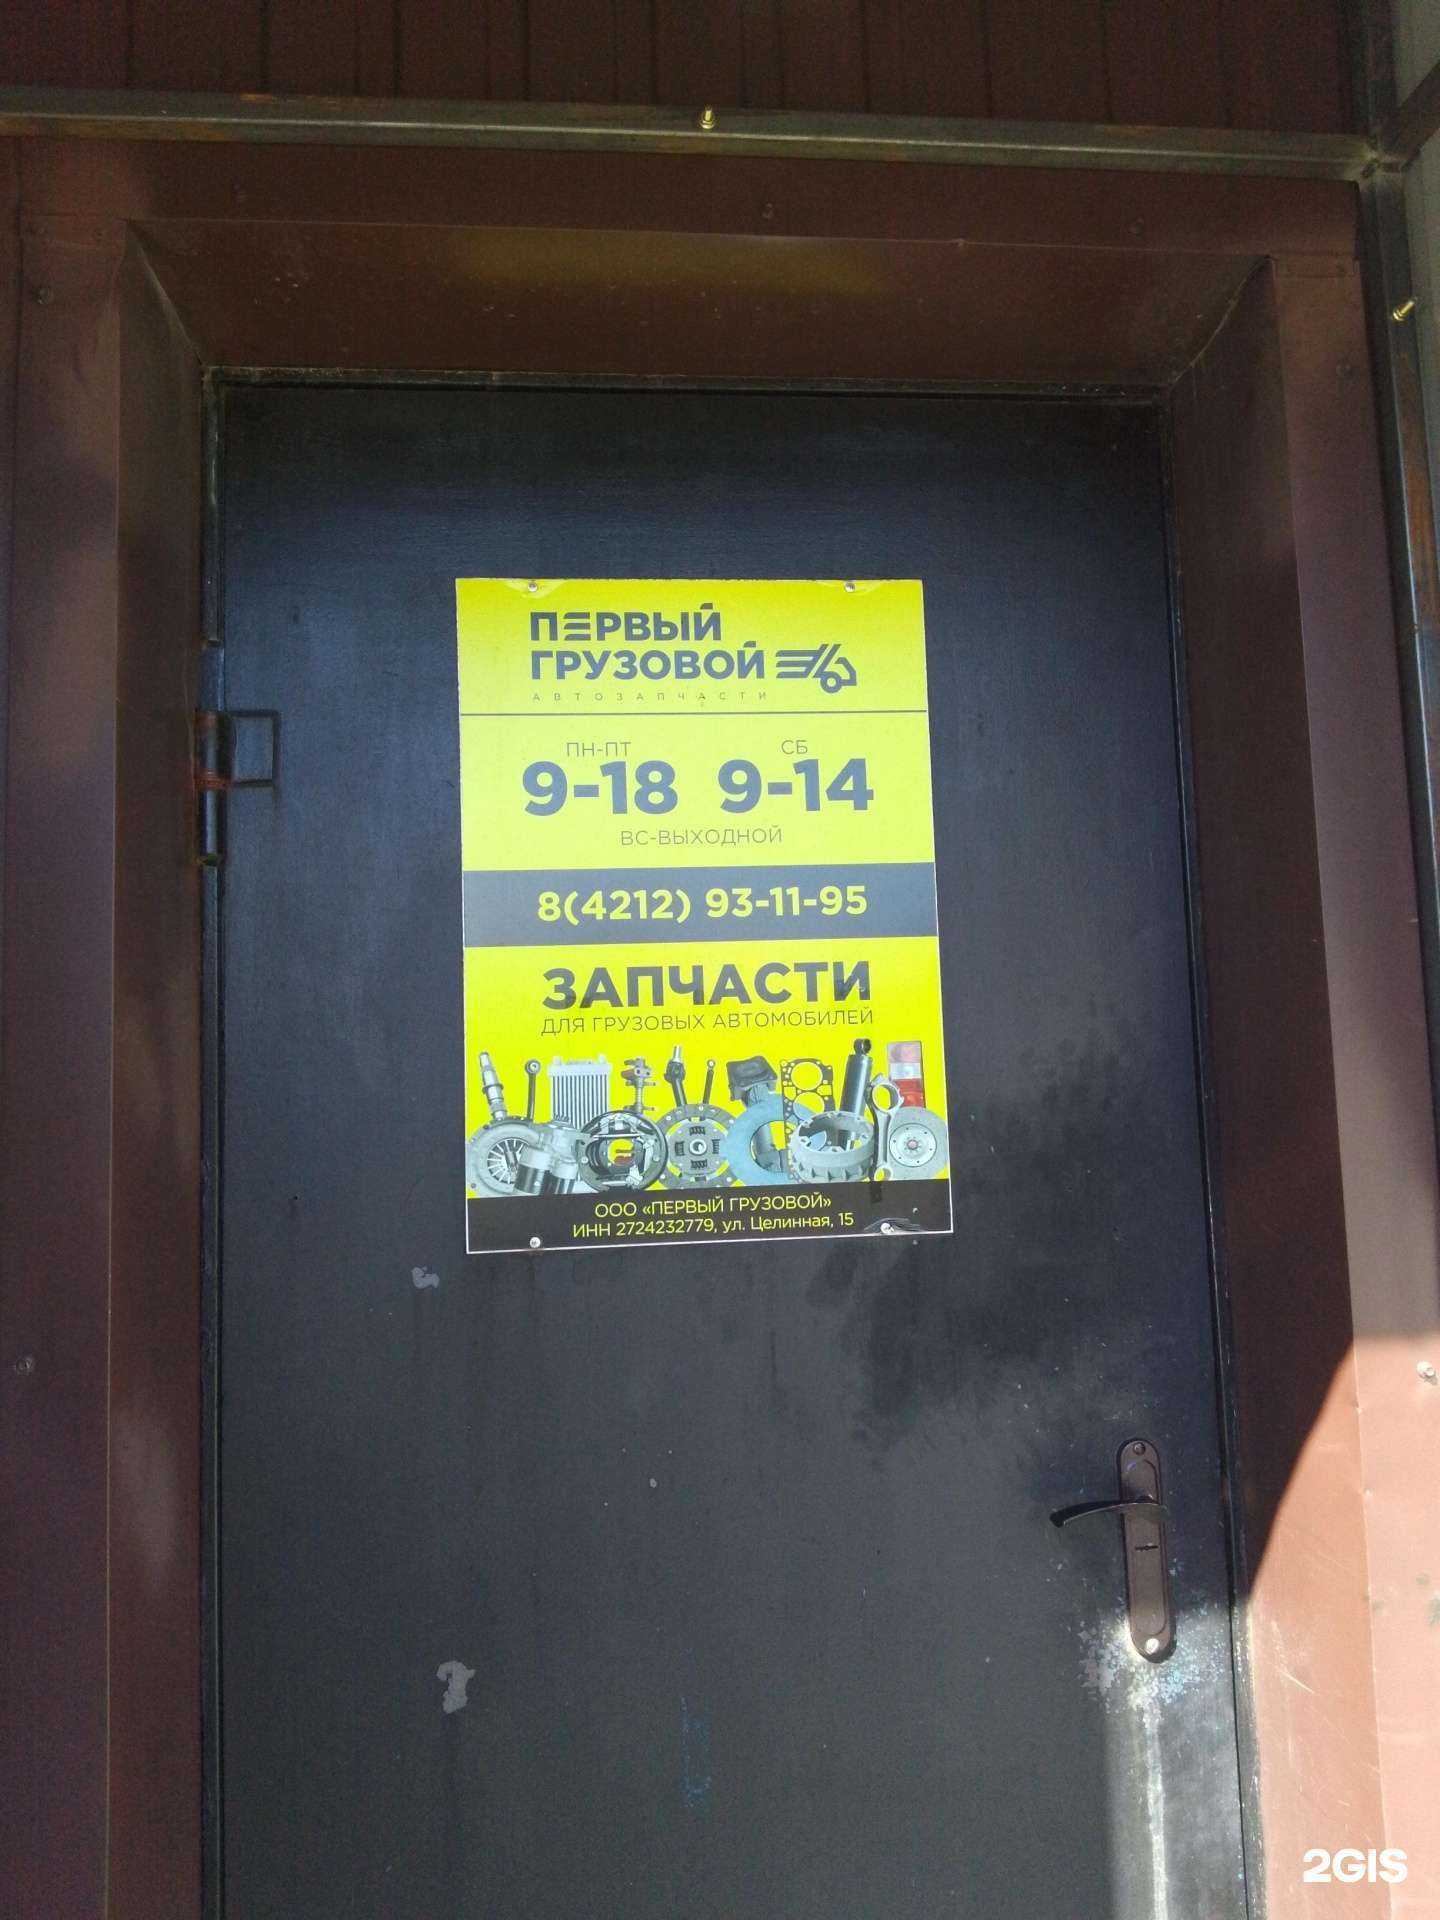 ПЕРВЫЙ
ГРУЗОВОЙ
АВТОЗАПЧАСТИ
ПН-ПТ СБ
9-18 9-14
ВС-ВЫХОДНОЙ
8(4212) 93-11-95
ЗАПЧАСТИ
ДЛЯ ГРУЗОВЫХ АВТОМОБИЛЕЙ
ООО «ПЕРВЫЙ ГРУЗОВОЙ»
ИНН 2724232779, ул. Целинная, 15
2GIS